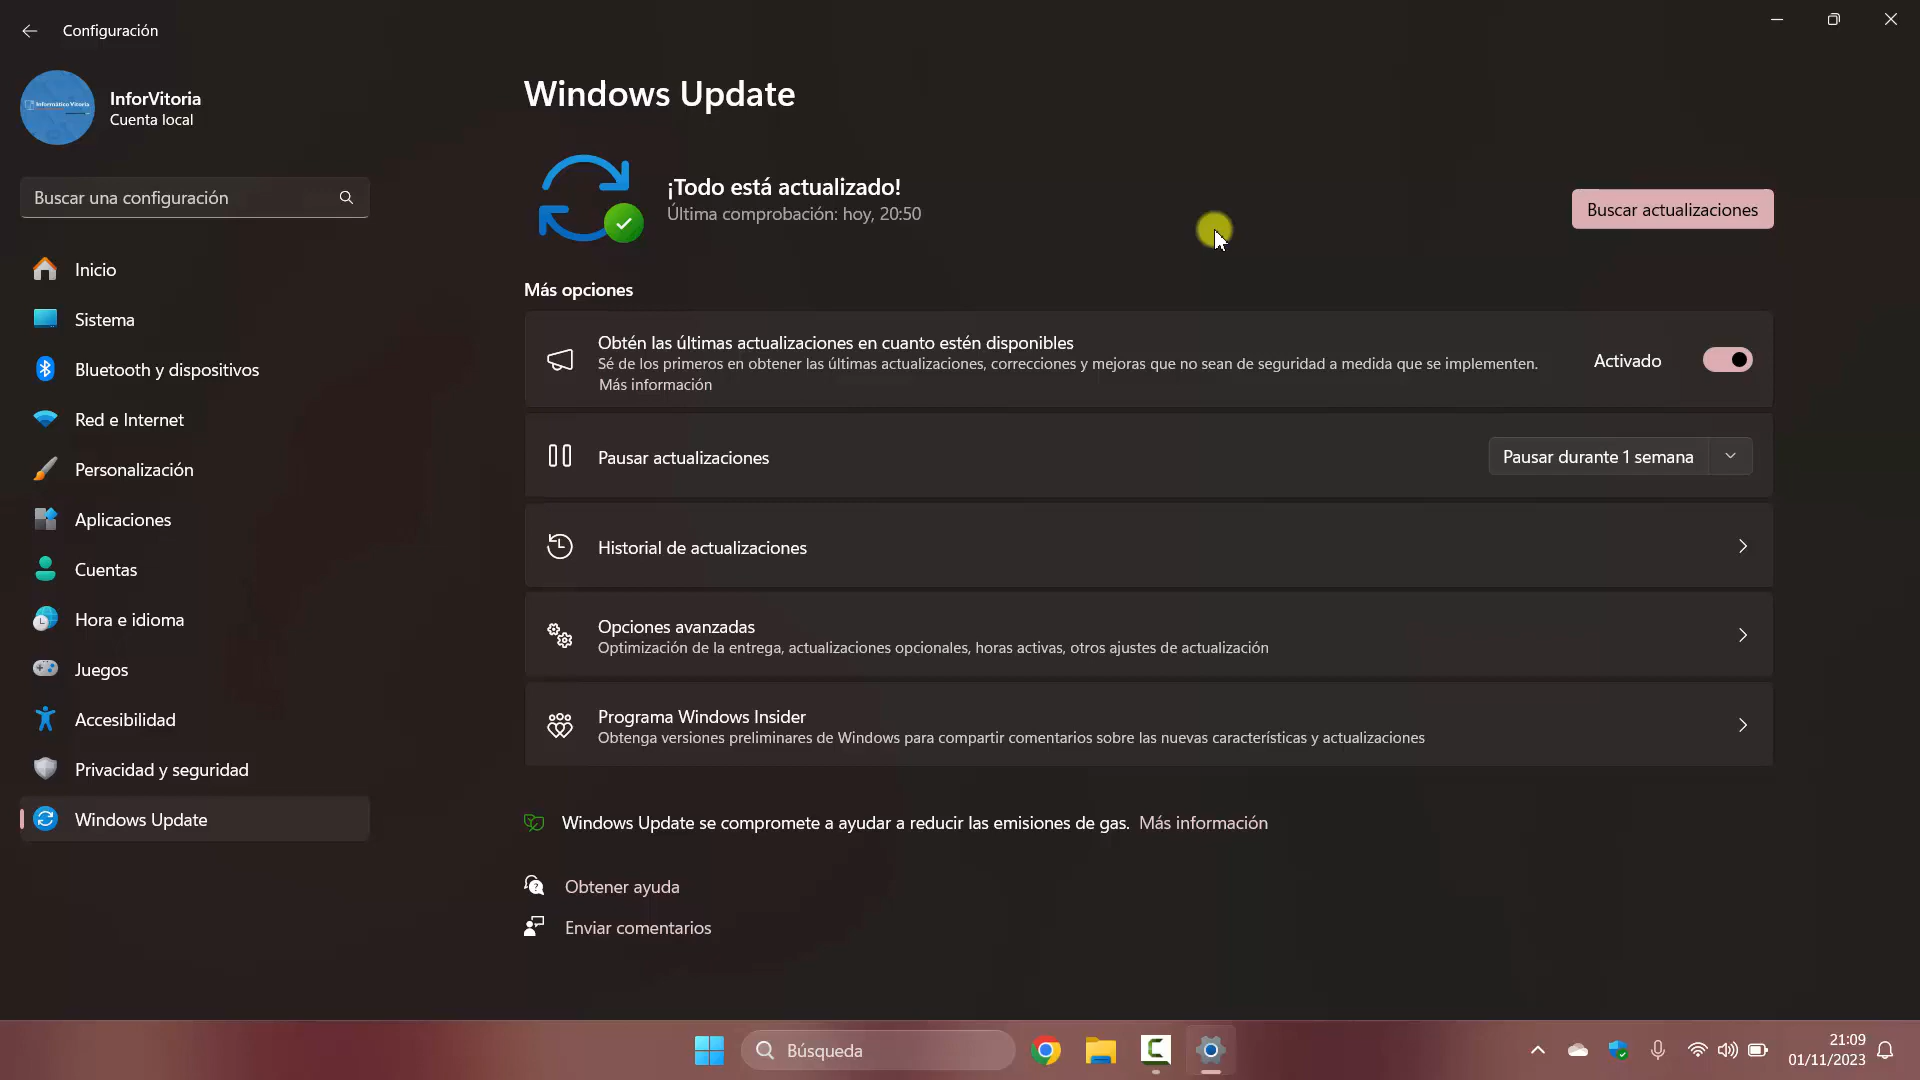 Configuración
Informático Vitoria
InforVitoria
Cuenta local
Buscar una configuración
Inicio
Sistema
Bluetooth y dispositivos
Red e Internet
Personalización
Aplicaciones
Cuentas
Hora e idioma
Juegos
Accesibilidad
Privacidad y seguridad
Windows Update
Windows Update
¡Todo está actualizado!
Última comprobación: hoy, 20:50
Buscar actualizaciones
Más opciones
Obtén las últimas actualizaciones en cuanto estén disponibles
Sé de los primeros en obtener las últimas actualizaciones, correcciones y mejoras que no sean de seguridad a medida que se implementen.
Más información
Activado
Pausar actualizaciones
Pausar durante 1 semana
Historial de actualizaciones
Opciones avanzadas
Optimización de la entrega, actualizaciones opcionales, horas activas, otros ajustes de actualización
Programa Windows Insider
Obtenga versiones preliminares de Windows para compartir comentarios sobre las nuevas características y actualizaciones
Windows Update se compromete a ayudar a reducir las emisiones de gas. Más información
Obtener ayuda
Enviar comentarios
Búsqueda
21:09
01/11/2023